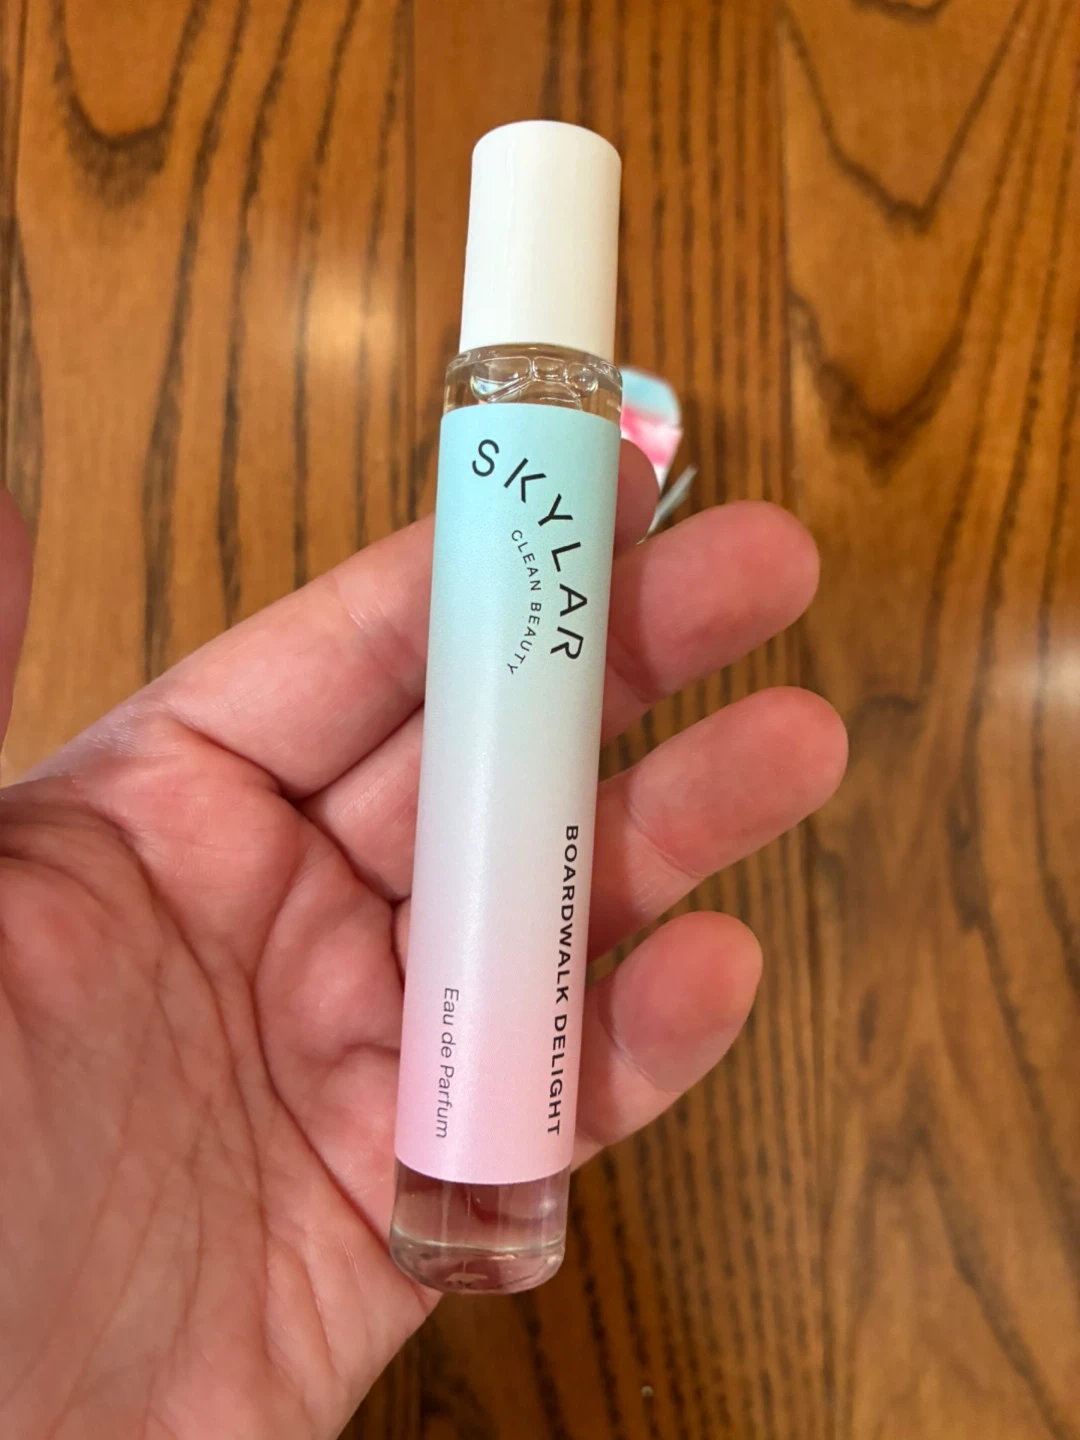 SKYLAR
CLEAN BEAUTY
BOARDWALK DELIGHT
Eau de Parfum